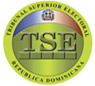 TRIBUNAL SUPERIOR ELECTORAL
TSE
REPUBLICA DOMINICANA